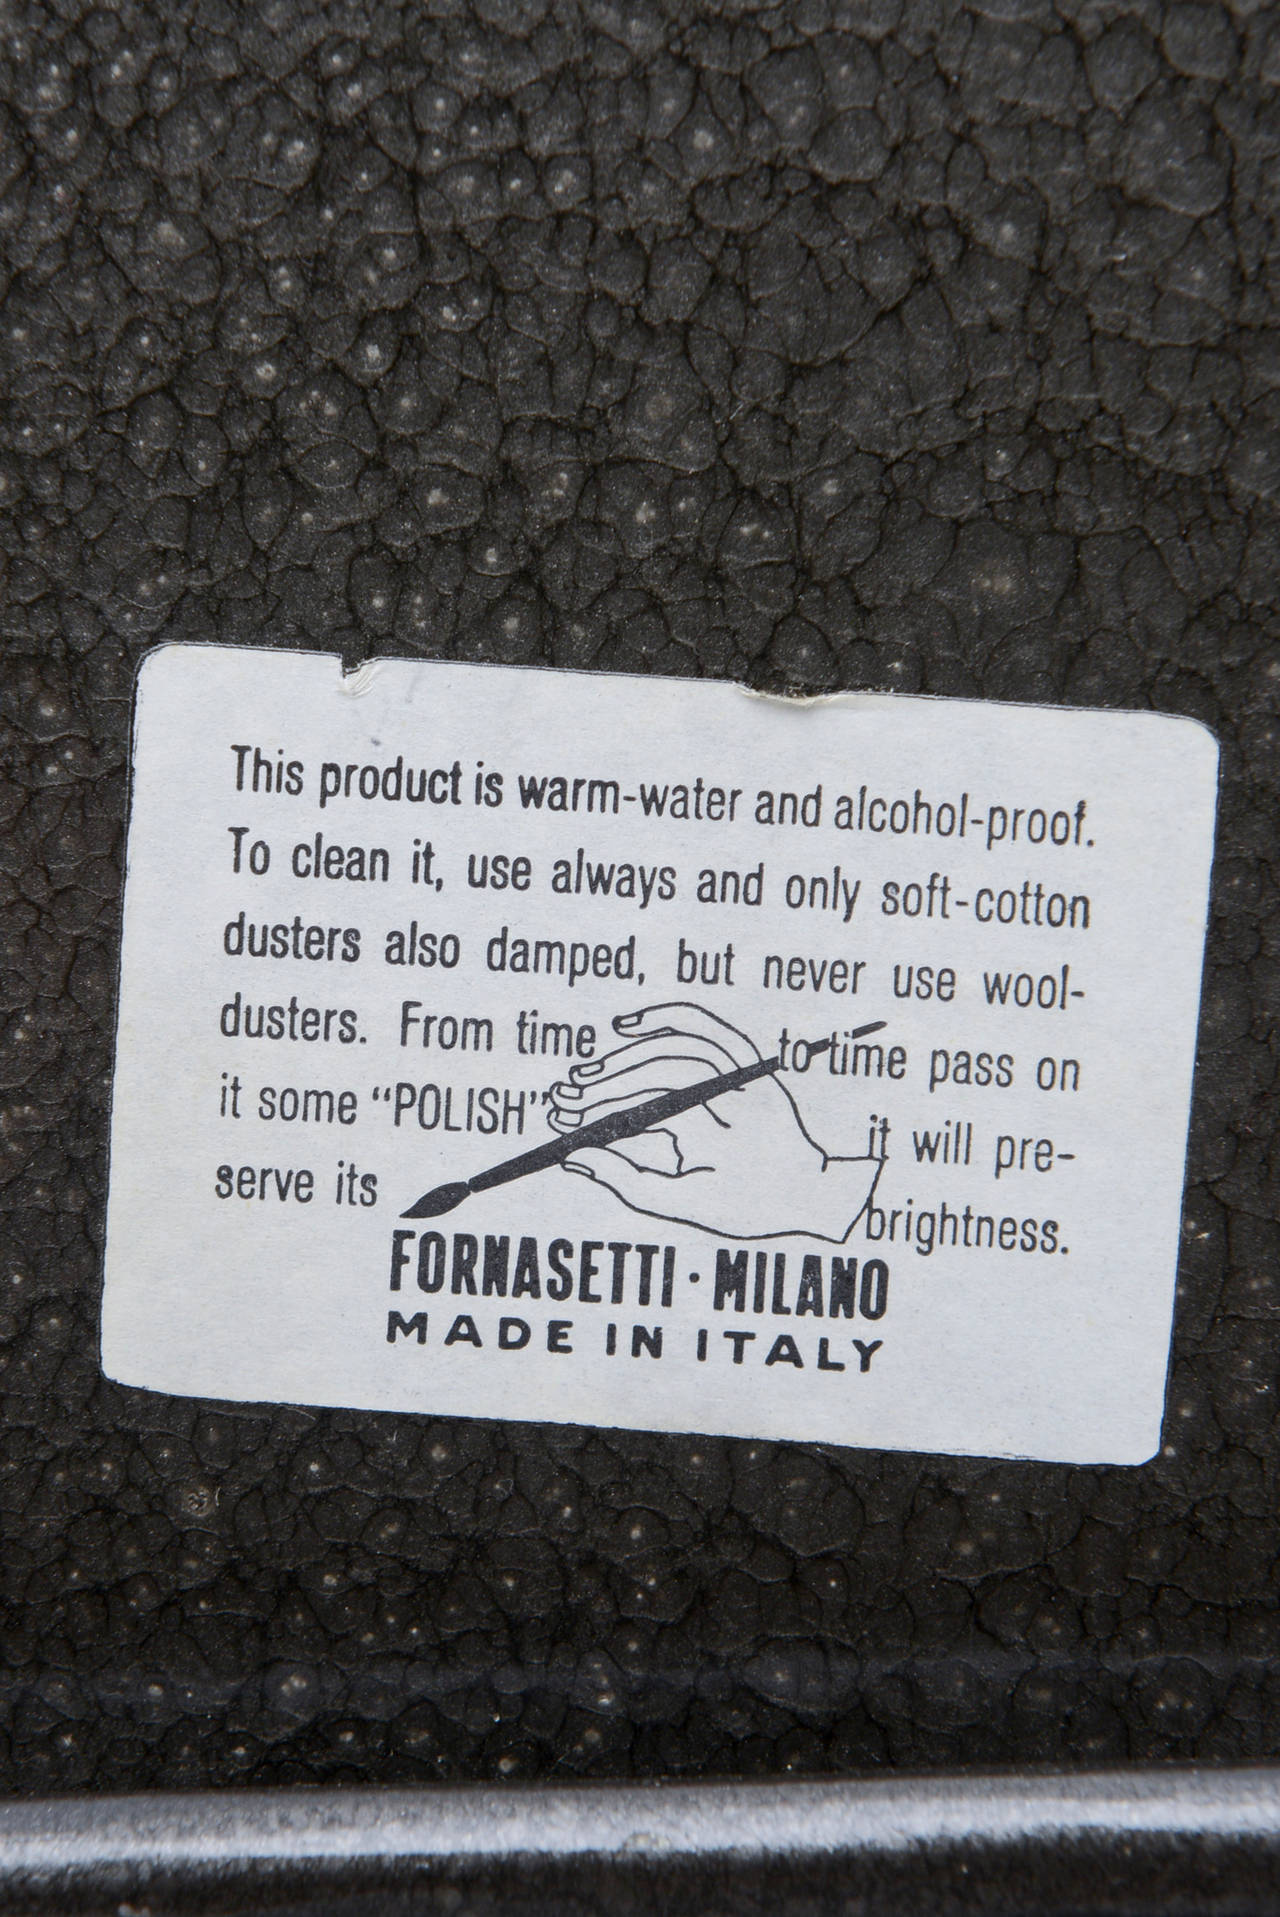 This product is warm-water and alcohol-proof.
To clean it, use always and only soft-cotton
dusters also damped, but never use wool-
dusters. From time to time pass on
it some “POLISH” it will pre-
serve its brightness.
FORNASETTI · MILANO
MADE IN ITALY